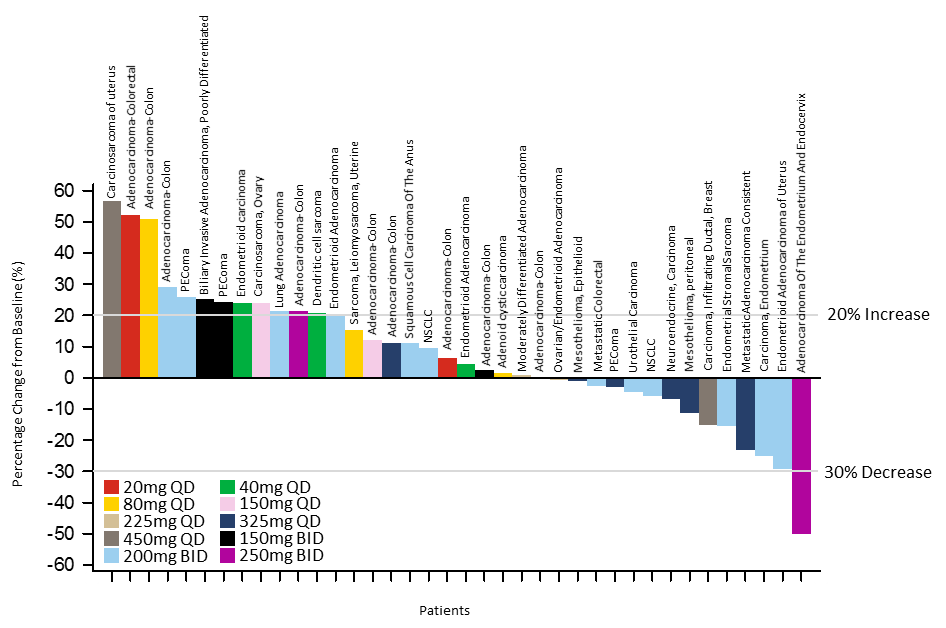 Carcinosarcoma of uterus
Adenocarcinoma-Colorectal
Adenocarcinoma-Colon
Adenocarcinoma-Colon
PEComa
Biliary Invasive Adenocarcinoma, Poorly Differentiated
PEComa
Endometrioid carcinoma
Carcinosarcoma, Ovary
Lung Adenocarcinoma
Adenocarcinoma-Colon
Dendritic cell sarcoma
Endometrioid Adenocarcinoma
Sarcoma, Leiomyosarcoma, Uterine
Adenocarcinoma-Colon
Adenocarcinoma-Colon
Squamous Cell Carcinoma Of The Anus
NSCLC
Adenocarcinoma-Colon
Endometrioid Adenocarcinoma
Adenocarcinoma-Colon
Adenoid cystic carcinoma
Moderately Differentiated Adenocarcinoma
Adenocarcinoma-Colon
Ovarian/Endometrioid Adenocarcinoma
Mesothelioma, Epithelioid
Metastatic Colorectal
PEComa
Urothelial Carcinoma
NSCLC
Neuroendocrine, Carcinoma
Mesothelioma, peritoneal
Carcinoma, Infiltrating Ductal, Breast
Endometrial Stromal Sarcoma
Metastatic Adenocarcinoma Consistent
Carcinoma, Endometrium
Endometrioid Adenocarcinoma of Uterus
Adenocarcinoma Of The Endometrium And Endocervix
Percentage Change from Baseline (%)
60
50
40
30
20
10
0
-10
-20
-30
-40
-50
-60
20% Increase
30% Decrease
20mg QD
40mg QD
80mg QD
150mg QD
225mg QD
325mg QD
450mg QD
150mg BID
200mg BID
250mg BID
Patients